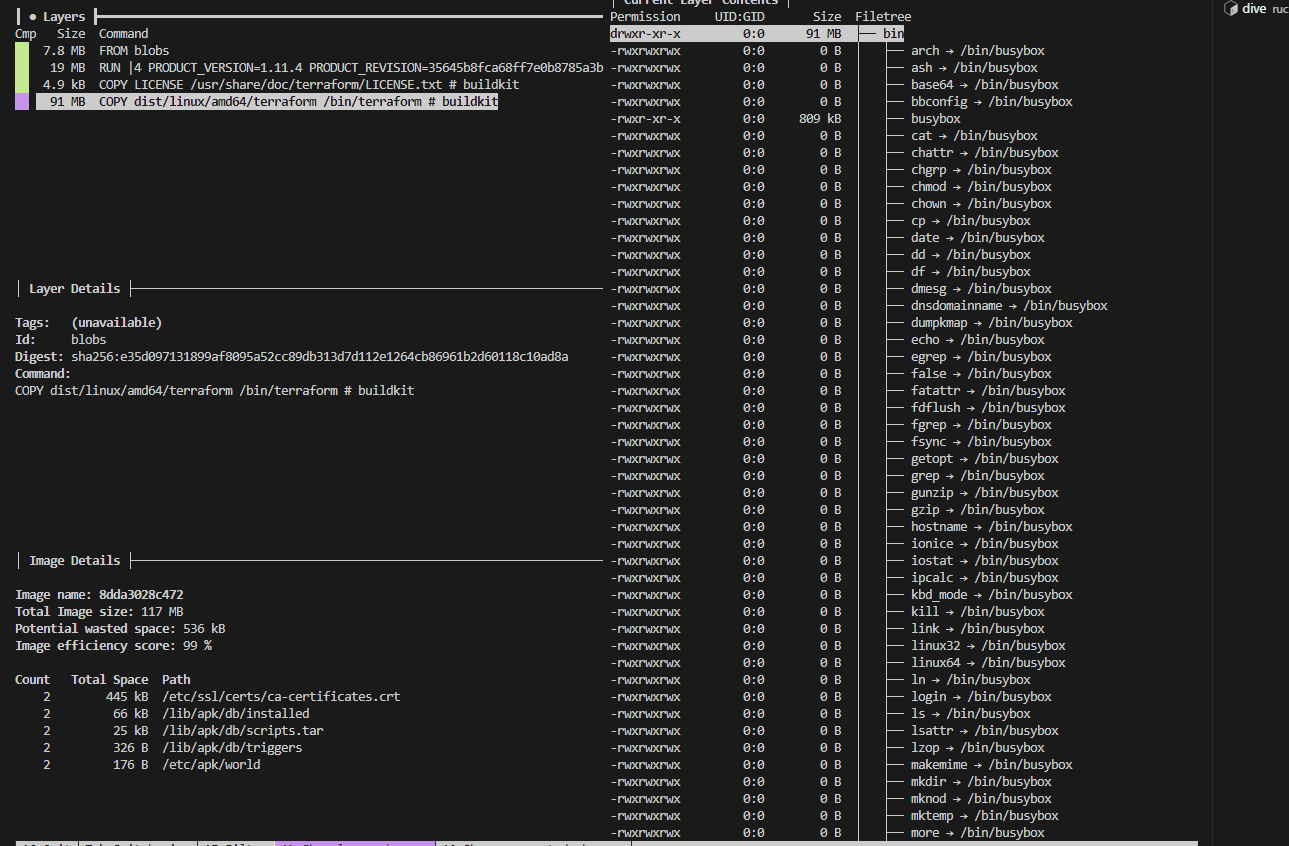 ● Layers
Cmp Size Command
7.8 MB FROM blobs
19 MB RUN |4 PRODUCT_VERSION=1.11.4 PRODUCT_REVISION=35645b8fca68ff7e0b8785a3b
4.9 kB COPY LICENSE /usr/share/doc/terraform/LICENSE.txt # buildkit
91 MB COPY dist/linux/amd64/terraform /bin/terraform # buildkit
Layer Details
Tags: (unavailable)
Id: blobs
Digest: sha256:e35d097131899af8095a52cc89db313d7d112e1264cb86961b2d60118c10ad8a
Command:
COPY dist/linux/amd64/terraform /bin/terraform # buildkit
Image Details
Image name: 8dda3028c472
Total Image size: 117 MB
Potential wasted space: 536 kB
Image efficiency score: 99 %
Count Total Space Path
2 445 kB /etc/ssl/certs/ca-certificates.crt
2 66 kB /lib/apk/db/installed
2 25 kB /lib/apk/db/scripts.tar
2 326 B /lib/apk/db/triggers
2 176 B /etc/apk/world
Current Layer Contents
Permission UID:GID Size Filetree
drwxr-xr-x 0:0 91 MB ├── bin
-rwxrwxrwx 0:0 0 B │ ├── arch → /bin/busybox
-rwxrwxrwx 0:0 0 B │ ├── ash → /bin/busybox
-rwxrwxrwx 0:0 0 B │ ├── base64 → /bin/busybox
-rwxrwxrwx 0:0 0 B │ ├── bbconfig → /bin/busybox
-rwxr-xr-x 0:0 809 kB │ ├── busybox
-rwxrwxrwx 0:0 0 B │ ├── cat → /bin/busybox
-rwxrwxrwx 0:0 0 B │ ├── chattr → /bin/busybox
-rwxrwxrwx 0:0 0 B │ ├── chgrp → /bin/busybox
-rwxrwxrwx 0:0 0 B │ ├── chmod → /bin/busybox
-rwxrwxrwx 0:0 0 B │ ├── chown → /bin/busybox
-rwxrwxrwx 0:0 0 B │ ├── cp → /bin/busybox
-rwxrwxrwx 0:0 0 B │ ├── date → /bin/busybox
-rwxrwxrwx 0:0 0 B │ ├── dd → /bin/busybox
-rwxrwxrwx 0:0 0 B │ ├── df → /bin/busybox
-rwxrwxrwx 0:0 0 B │ ├── dmesg → /bin/busybox
-rwxrwxrwx 0:0 0 B │ ├── dnsdomainname → /bin/busybox
-rwxrwxrwx 0:0 0 B │ ├── dumpkmap → /bin/busybox
-rwxrwxrwx 0:0 0 B │ ├── echo → /bin/busybox
-rwxrwxrwx 0:0 0 B │ ├── egrep → /bin/busybox
-rwxrwxrwx 0:0 0 B │ ├── false → /bin/busybox
-rwxrwxrwx 0:0 0 B │ ├── fatattr → /bin/busybox
-rwxrwxrwx 0:0 0 B │ ├── fdflush → /bin/busybox
-rwxrwxrwx 0:0 0 B │ ├── fgrep → /bin/busybox
-rwxrwxrwx 0:0 0 B │ ├── fsync → /bin/busybox
-rwxrwxrwx 0:0 0 B │ ├── getopt → /bin/busybox
-rwxrwxrwx 0:0 0 B │ ├── grep → /bin/busybox
-rwxrwxrwx 0:0 0 B │ ├── gunzip → /bin/busybox
-rwxrwxrwx 0:0 0 B │ ├── gzip → /bin/busybox
-rwxrwxrwx 0:0 0 B │ ├── hostname → /bin/busybox
-rwxrwxrwx 0:0 0 B │ ├── ionice → /bin/busybox
-rwxrwxrwx 0:0 0 B │ ├── iostat → /bin/busybox
-rwxrwxrwx 0:0 0 B │ ├── ipcalc → /bin/busybox
-rwxrwxrwx 0:0 0 B │ ├── kbd_mode → /bin/busybox
-rwxrwxrwx 0:0 0 B │ ├── kill → /bin/busybox
-rwxrwxrwx 0:0 0 B │ ├── link → /bin/busybox
-rwxrwxrwx 0:0 0 B │ ├── linux32 → /bin/busybox
-rwxrwxrwx 0:0 0 B │ ├── linux64 → /bin/busybox
-rwxrwxrwx 0:0 0 B │ ├── ln → /bin/busybox
-rwxrwxrwx 0:0 0 B │ ├── login → /bin/busybox
-rwxrwxrwx 0:0 0 B │ ├── ls → /bin/busybox
-rwxrwxrwx 0:0 0 B │ ├── lsattr → /bin/busybox
-rwxrwxrwx 0:0 0 B │ ├── lzop → /bin/busybox
-rwxrwxrwx 0:0 0 B │ ├── makemime → /bin/busybox
-rwxrwxrwx 0:0 0 B │ ├── mkdir → /bin/busybox
-rwxrwxrwx 0:0 0 B │ ├── mknod → /bin/busybox
-rwxrwxrwx 0:0 0 B │ ├── mktemp → /bin/busybox
-rwxrwxrwx 0:0 0 B │ ├── more → /bin/busybox
dive ruc